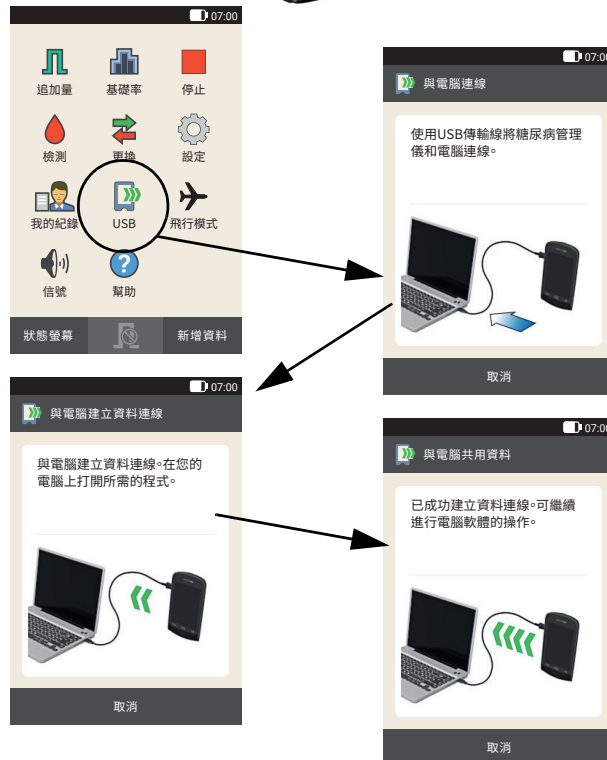 07:00
追加量 基礎率 停止
檢測 更換 設定
我的紀錄 USB 飛行模式
信號 幫助
狀態螢幕 新增資料
07:00
與電腦連線
使用USB傳輸線將糖尿病管理
儀和電腦連線。
取消
07:00
與電腦建立資料連線
與電腦建立資料連線。在您的
電腦上打開所需的程式。
取消
07:00
與電腦共用資料
已成功建立資料連線。可繼續
進行電腦軟體的操作。
取消